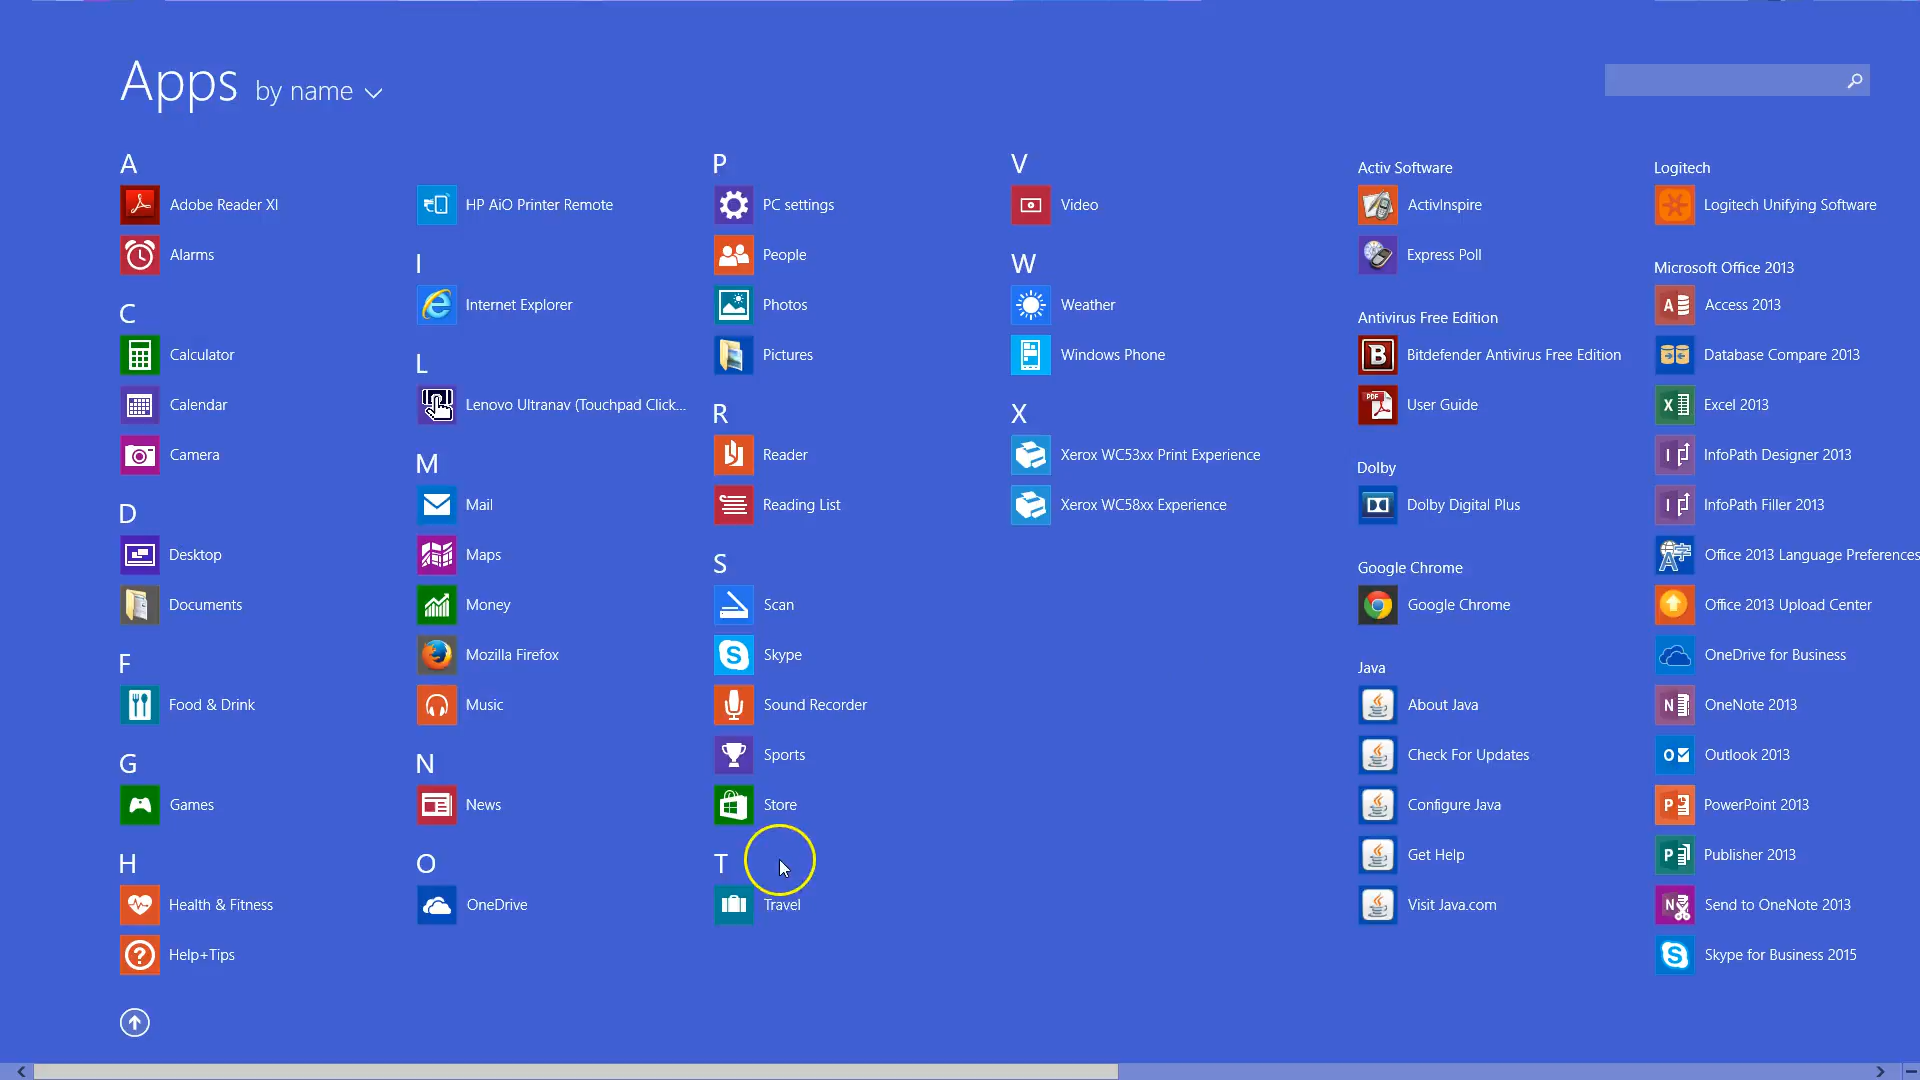 Apps by name
A
Adobe Reader XI
Alarms
C
Calculator
Calendar
Camera
D
Desktop
Documents
F
Food & Drink
G
Games
H
Health & Fitness
Help+Tips
HP AiO Printer Remote
I
Internet Explorer
L
Lenovo Ultranav (Touchpad Click...
M
Mail
Maps
Money
Mozilla Firefox
Music
N
News
O
OneDrive
P
PC settings
People
Photos
Pictures
R
Reader
Reading List
S
Scan
Skype
Sound Recorder
Sports
Store
T
Travel
V
Video
W
Weather
Windows Phone
X
Xerox WC53xx Print Experience
Xerox WC58xx Experience
Activ Software
ActivInspire
Express Poll
Antivirus Free Edition
Bitdefender Antivirus Free Edition
User Guide
Dolby
Dolby Digital Plus
Google Chrome
Google Chrome
Java
About Java
Check For Updates
Configure Java
Get Help
Visit Java.com
Logitech
Logitech Unifying Software
Microsoft Office 2013
Access 2013
Database Compare 2013
Excel 2013
InfoPath Designer 2013
InfoPath Filler 2013
Office 2013 Language Preferences
Office 2013 Upload Center
OneDrive for Business
OneNote 2013
Outlook 2013
PowerPoint 2013
Publisher 2013
Send to OneNote 2013
Skype for Business 2015